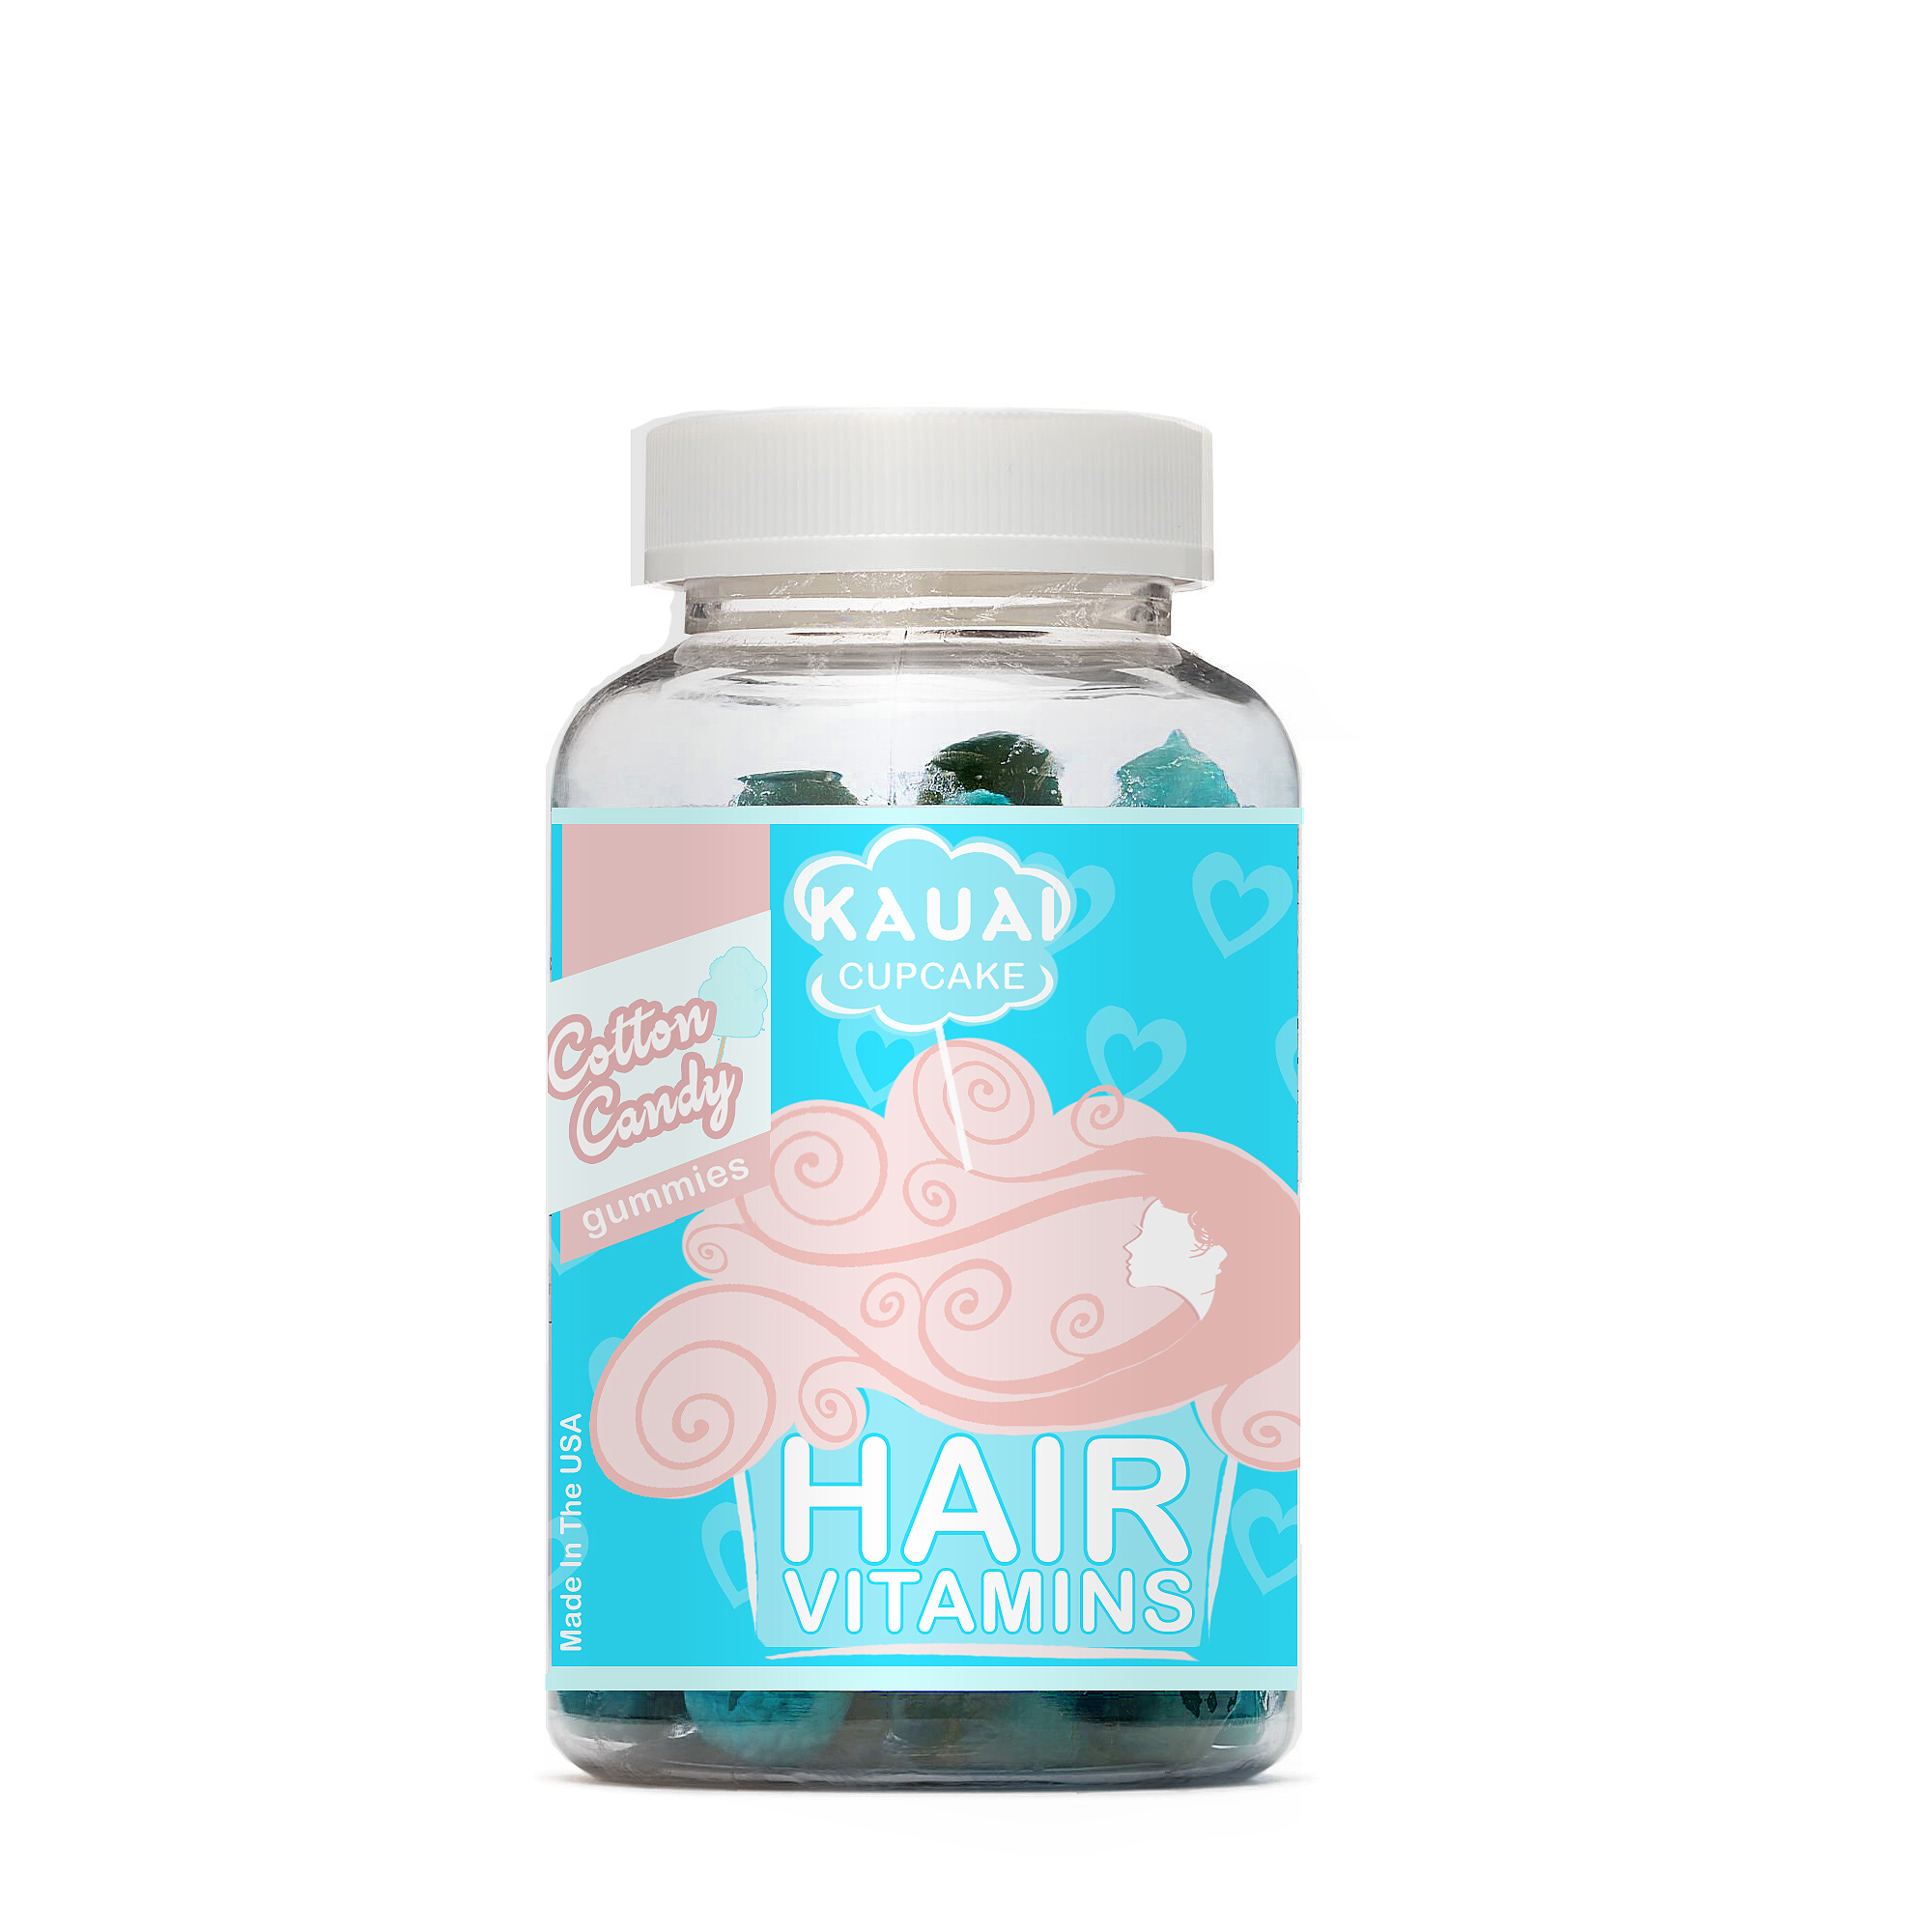 KAUAI
CUPCAKE
Cotton
Candy
gummies
HAIR
VITAMINS
Made In The USA